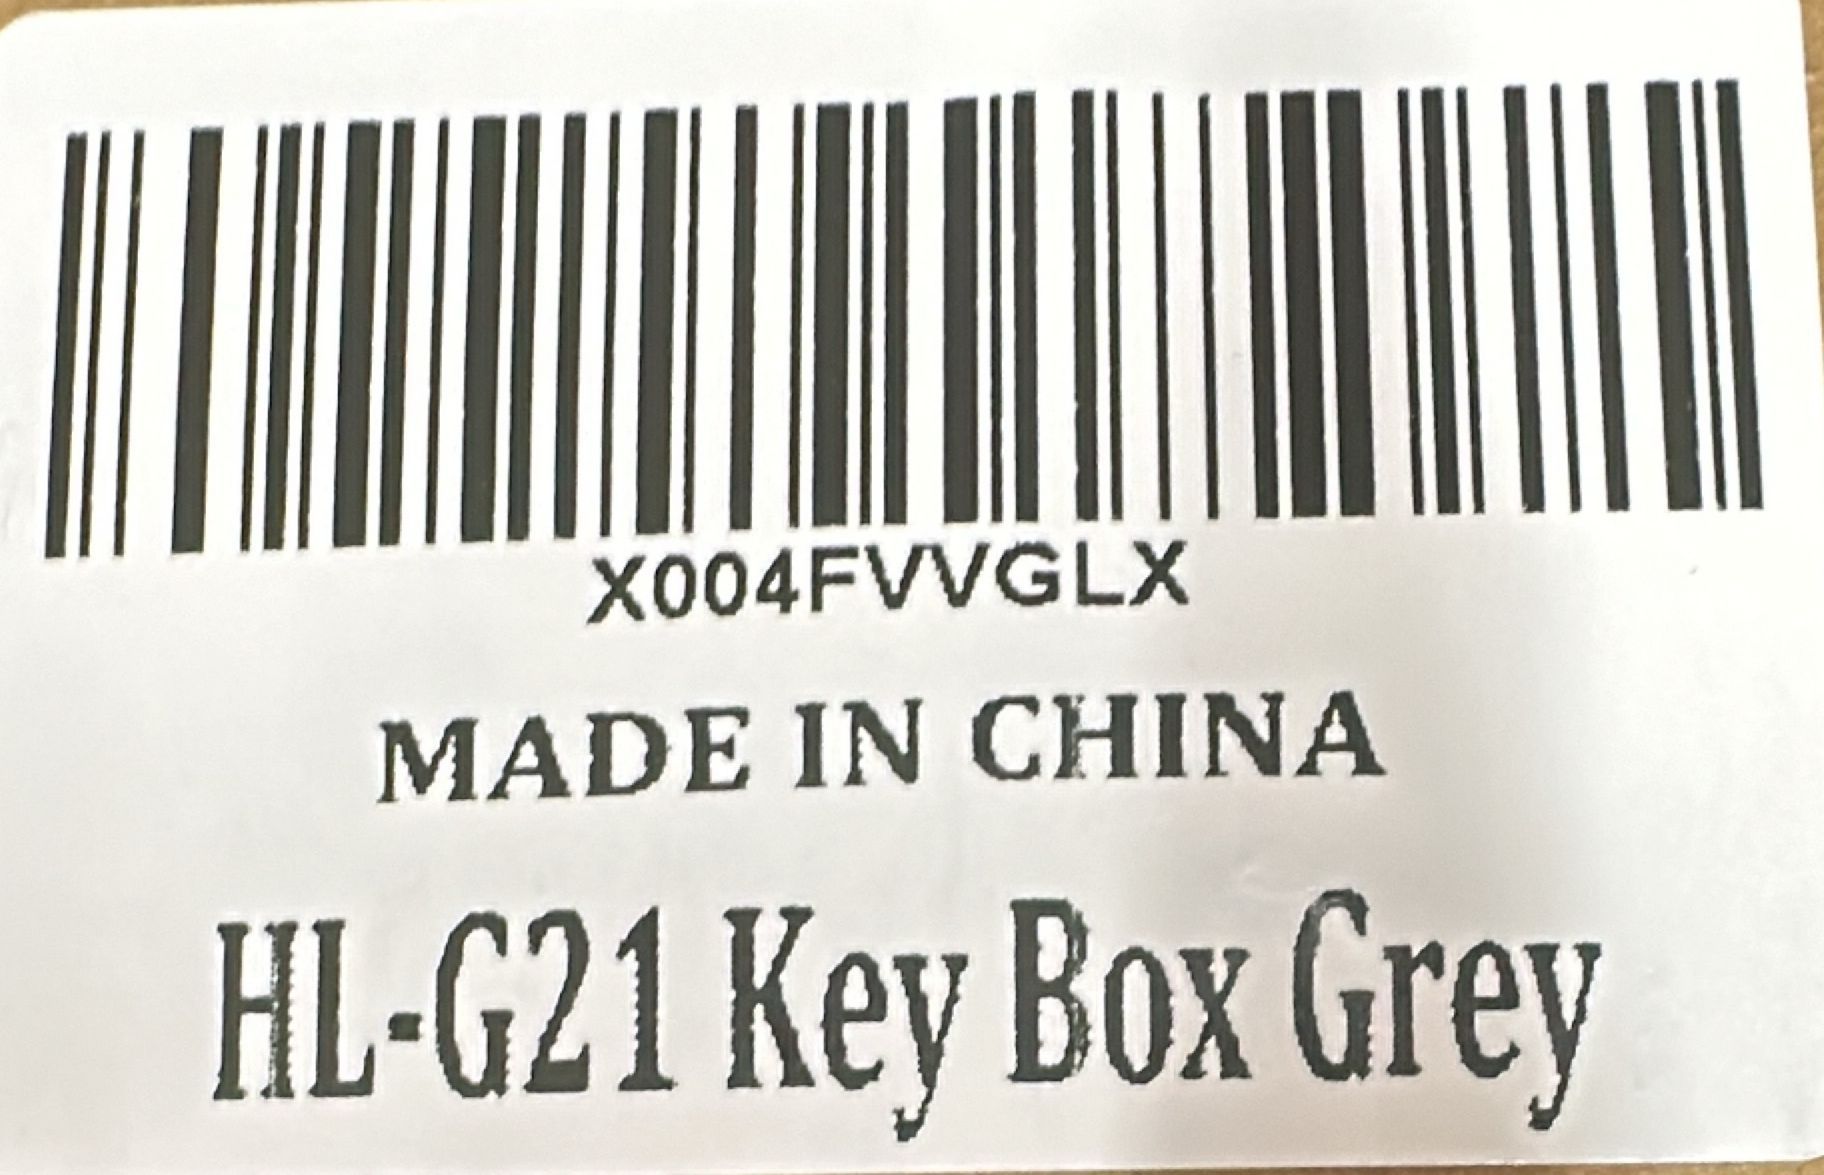 X004FVVGLX
MADE IN CHINA
HL-G21 Key Box Grey